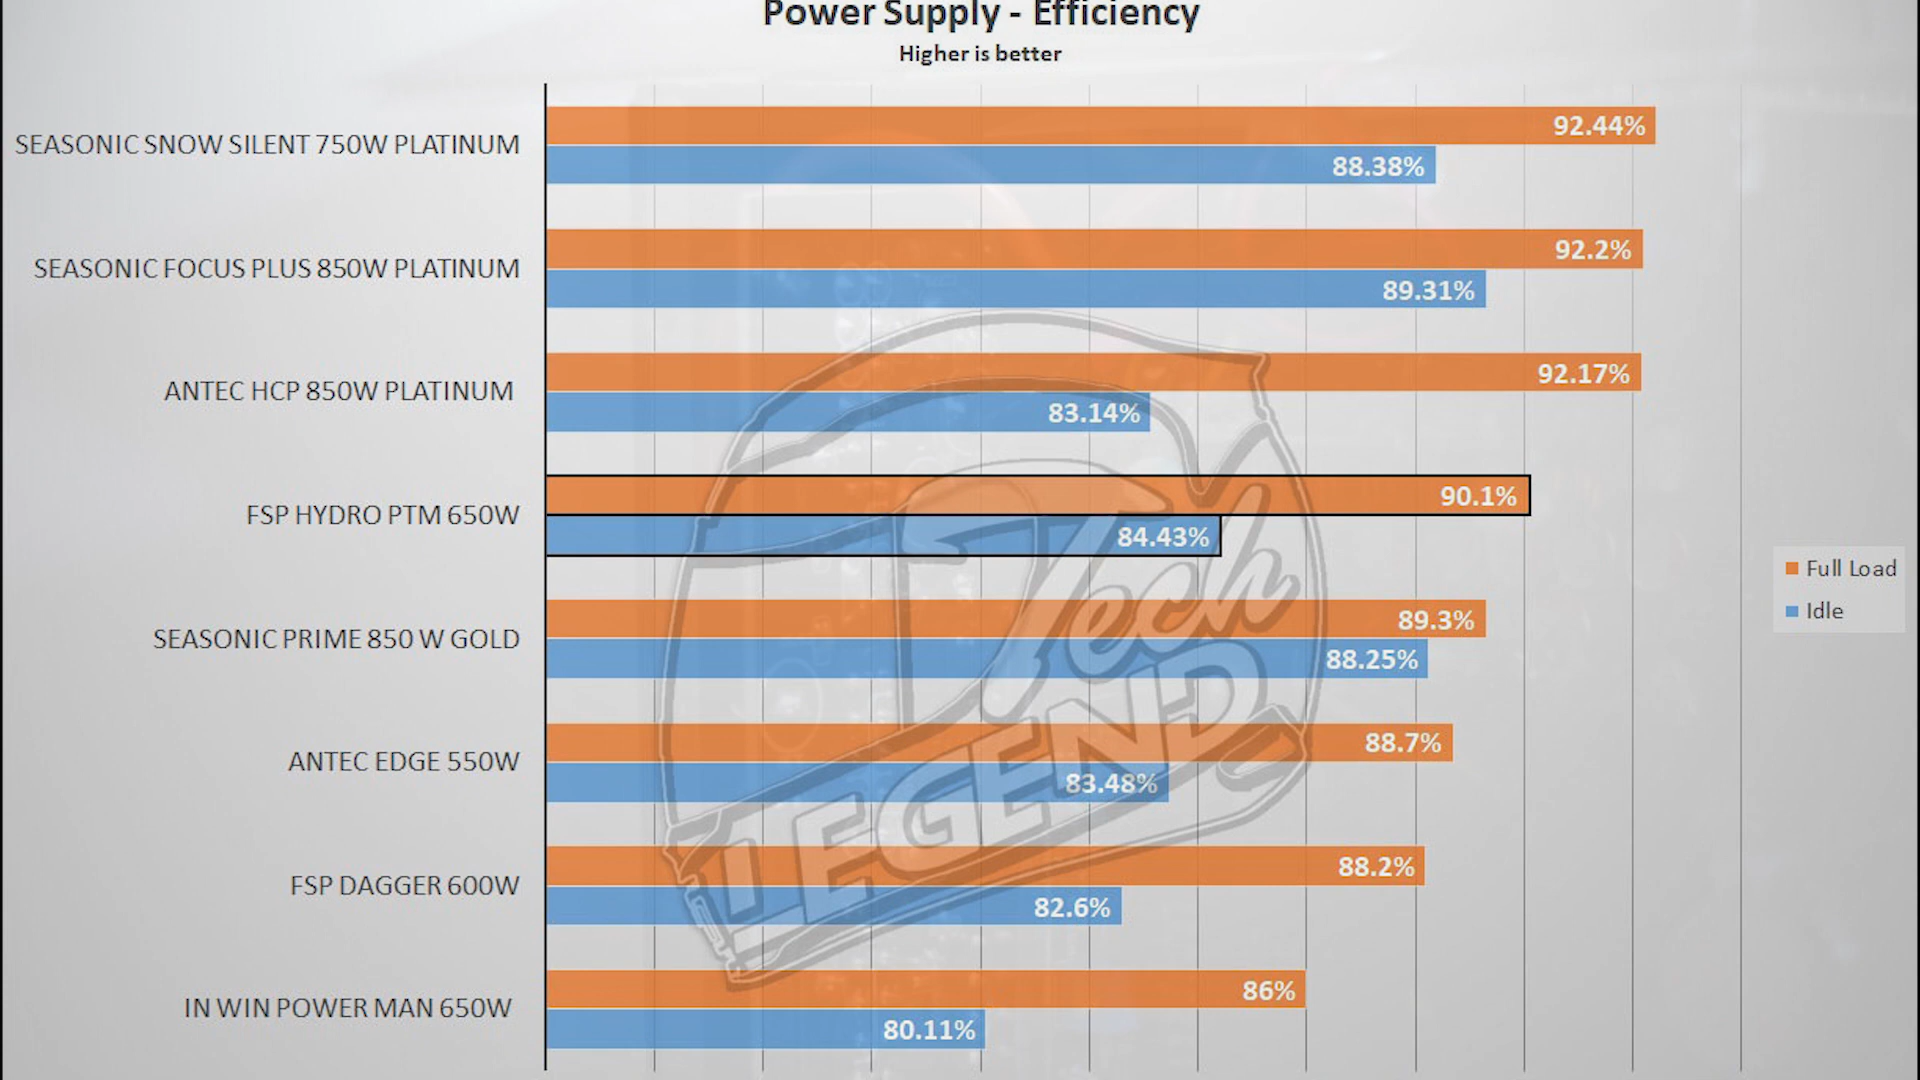 Power Supply - Efficiency
Higher is better
SEASONIC SNOW SILENT 750W PLATINUM
92.44%
88.38%
SEASONIC FOCUS PLUS 850W PLATINUM
92.2%
89.31%
ANTEC HCP 850W PLATINUM
92.17%
83.14%
FSP HYDRO PTM 650W
90.1%
84.43%
SEASONIC PRIME 850 W GOLD
89.3%
88.25%
ANTEC EDGE 550W
88.7%
83.48%
FSP DAGGER 600W
88.2%
82.6%
IN WIN POWER MAN 650W
86%
80.11%
Full Load
Idle
Tech
LEGEND